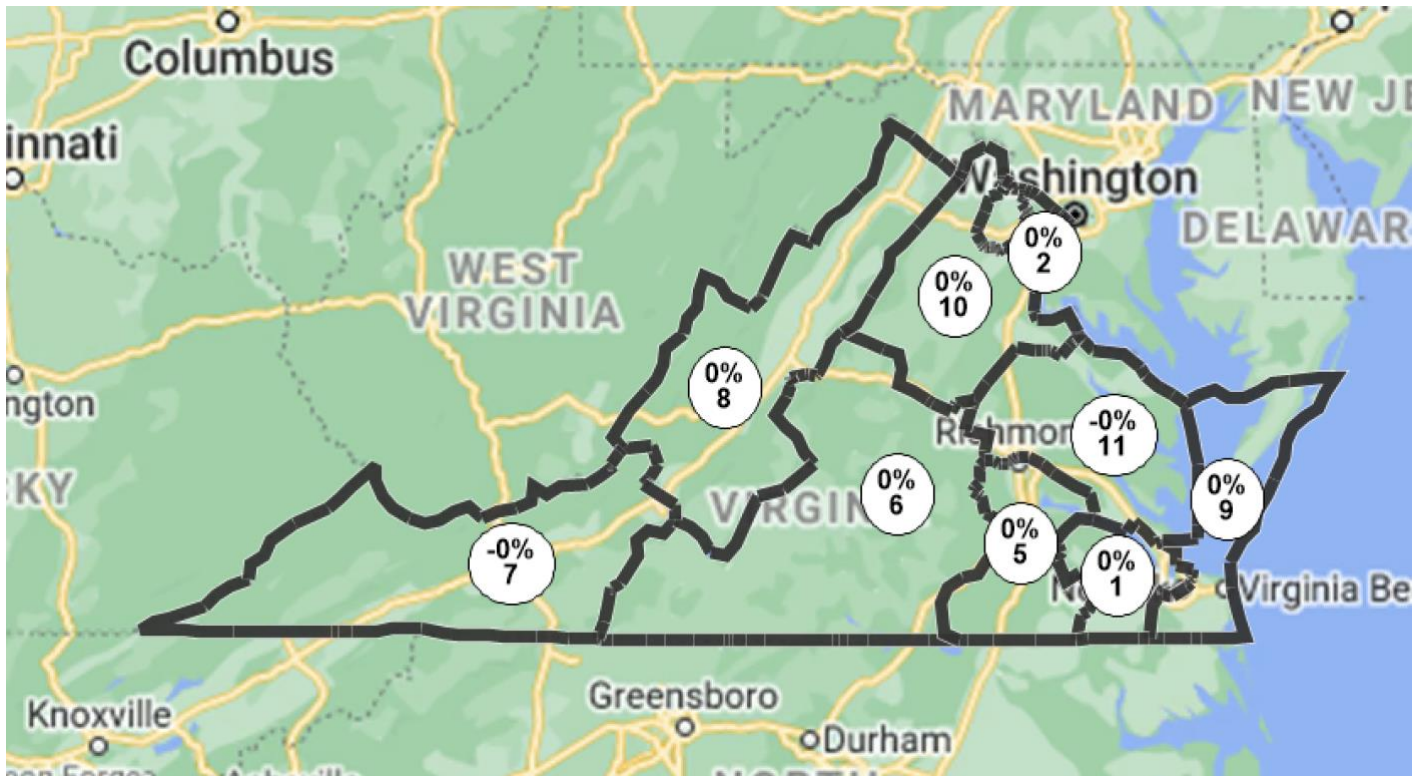 Columbus
MARYLAND
NEW JE
innati
Washington
DELAWAR
0%
2
WEST
VIRGINIA
0%
10
0%
8
ngton
Richmon
-0%
11
KY
VIRGIN
0%
6
0%
9
0%
5
-0%
7
0%
1
Virginia Be
Knoxville
Greensboro
Durham